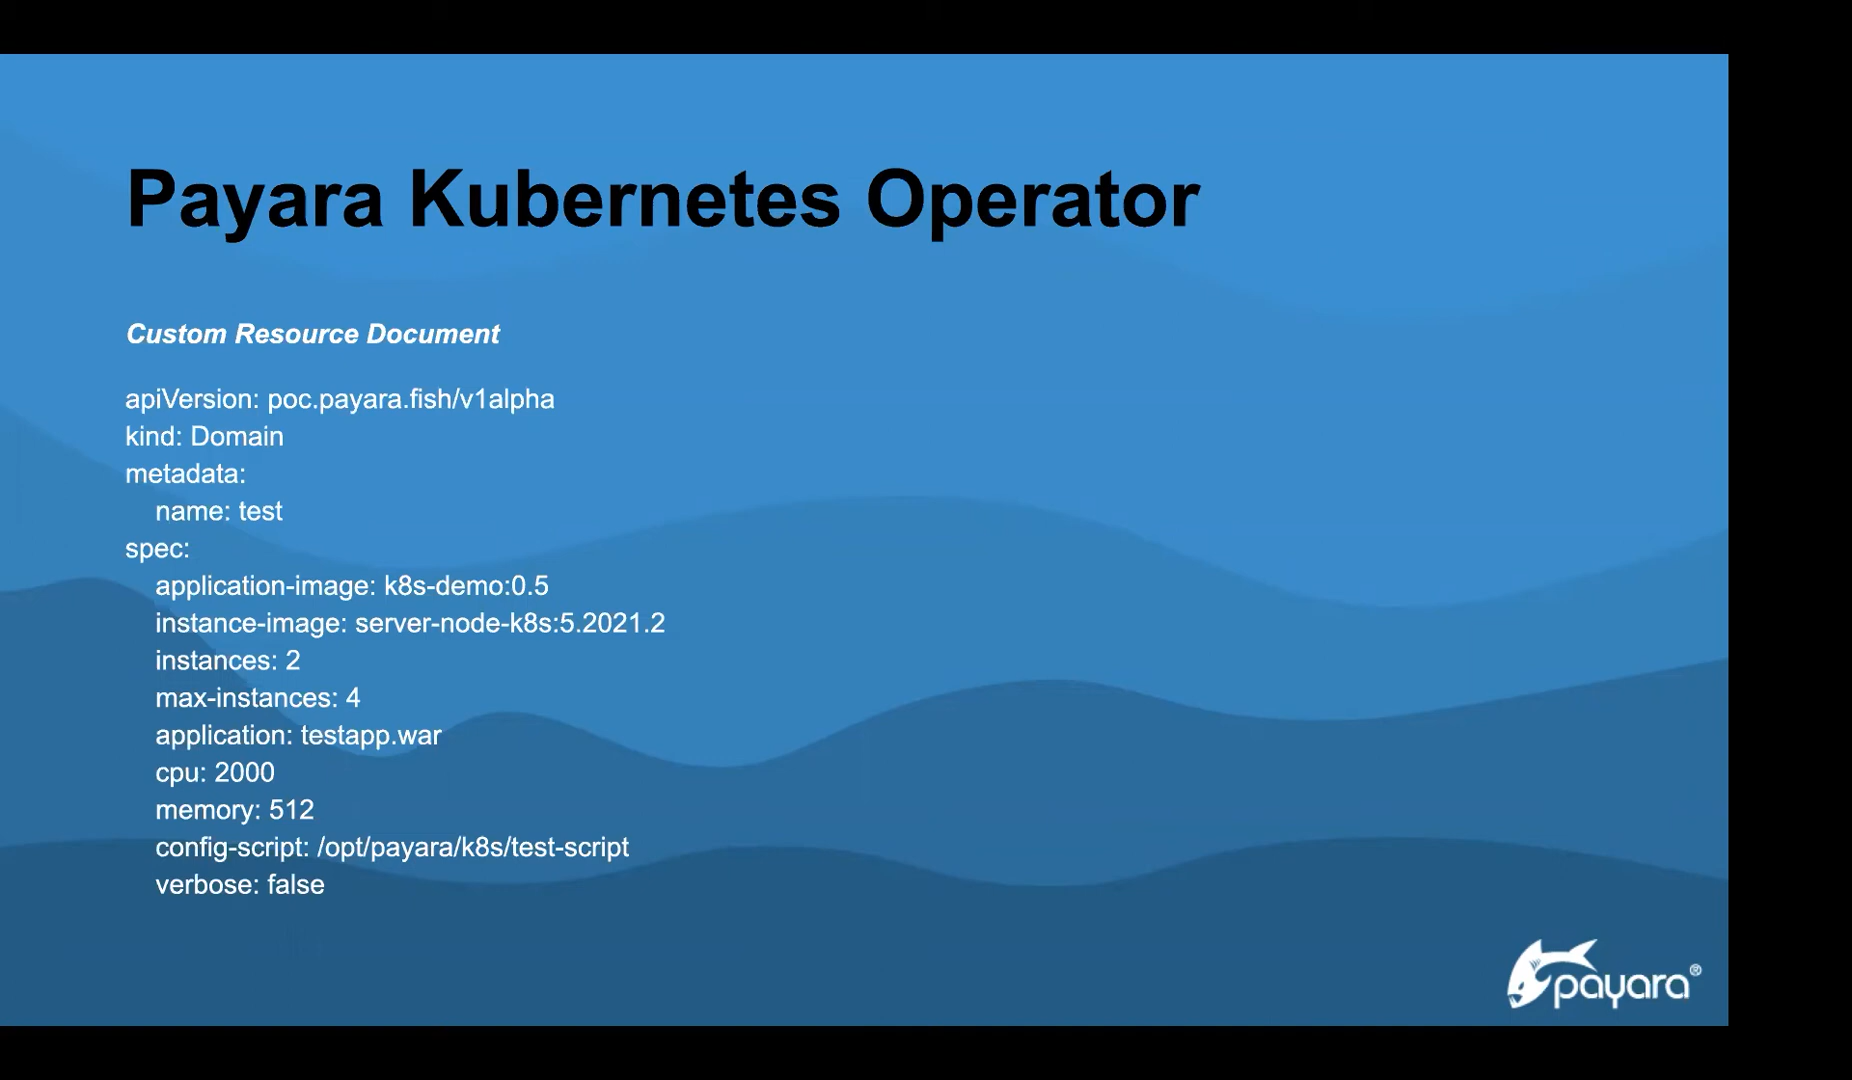 Payara Kubernetes Operator
Custom Resource Document
apiVersion: poc.payara.fish/v1alpha
kind: Domain
metadata:
name: test
spec:
application-image: k8s-demo:0.5
instance-image: server-node-k8s:5.2021.2
instances: 2
max-instances: 4
application: testapp.war
cpu: 2000
memory: 512
config-script: /opt/payara/k8s/test-script
verbose: false
payara®